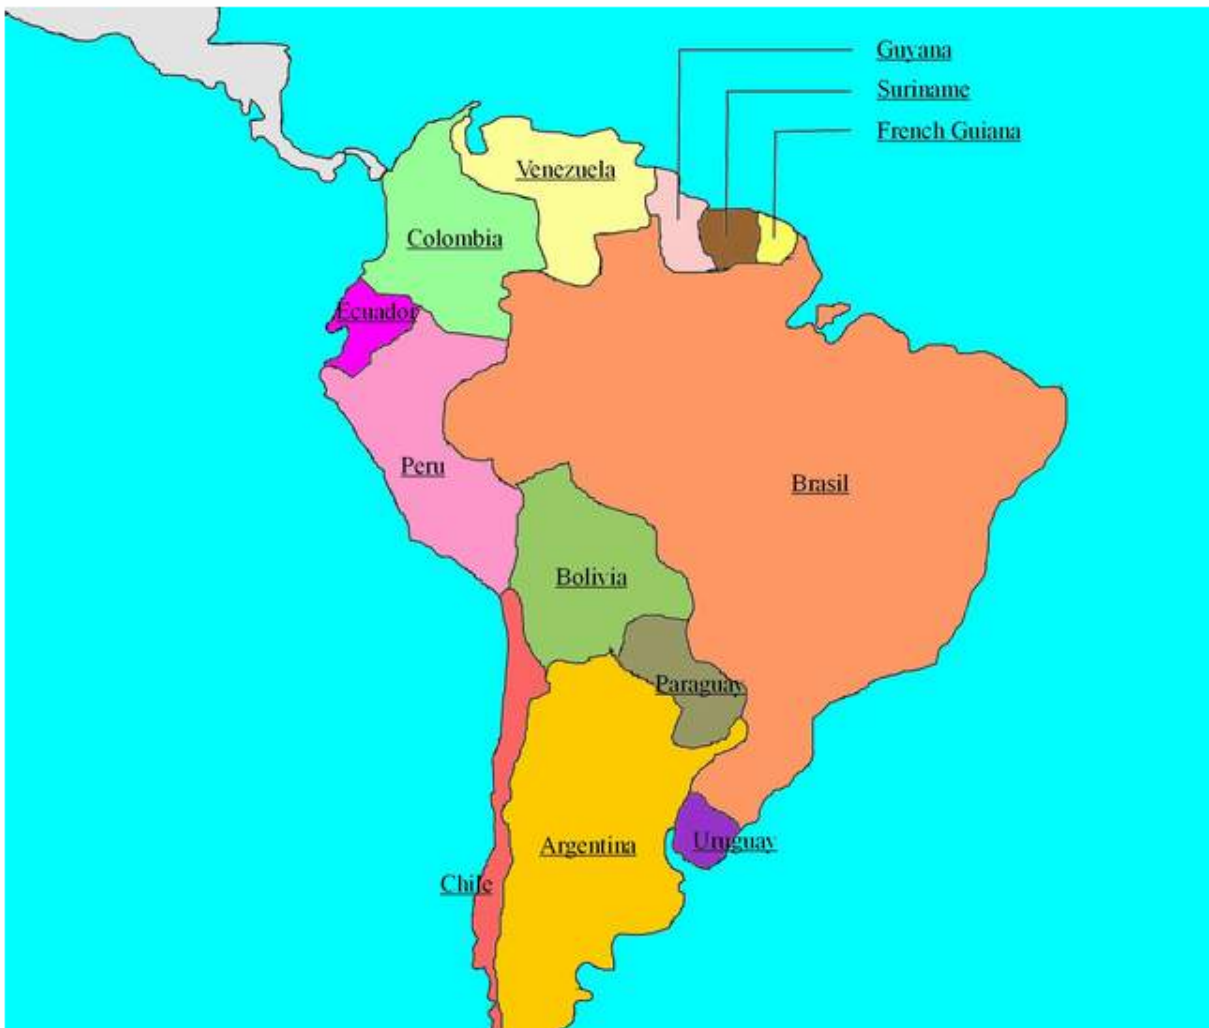 Guyana
Suriname
French Guiana
Venezuela
Colombia
Ecuador
Peru
Brasil
Bolivia
Paraguay
Argentina
Uruguay
Chile